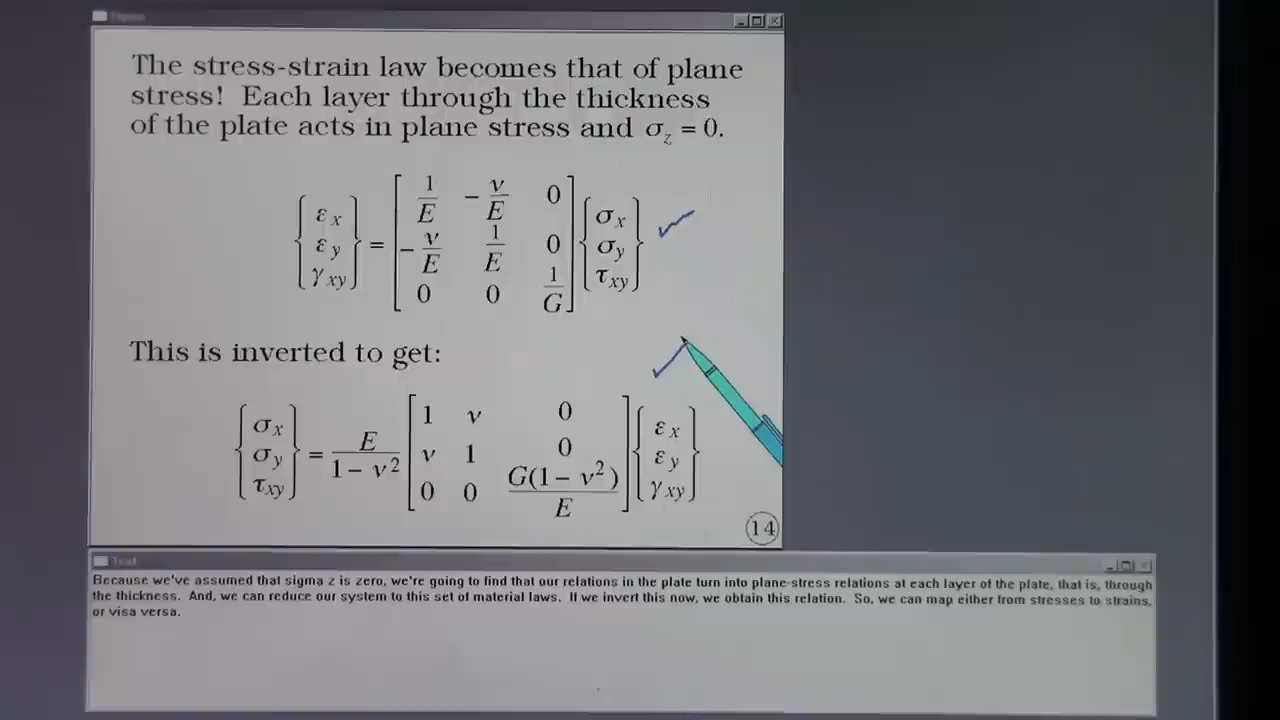 The stress-strain law becomes that of plane
stress! Each layer through the thickness
of the plate acts in plane stress and σz = 0.
{εx εy γxy} = [1/E -ν/E 0; -ν/E 1/E 0; 0 0 1/G] {σx σy τxy}
This is inverted to get:
{σx σy τxy} = E/(1-ν²) [1 ν 0; ν 1 0; 0 0 G(1-ν²)/E] {εx εy γxy}
14
Text
Because we've assumed that sigma z is zero, we're going to find that our relations in the plate turn into plane-stress relations at each layer of the plate, that is, through
the thickness. And, we can reduce our system to this set of material laws. If we invert this now, we obtain this relation. So, we can map either from stresses to strains,
or visa versa.